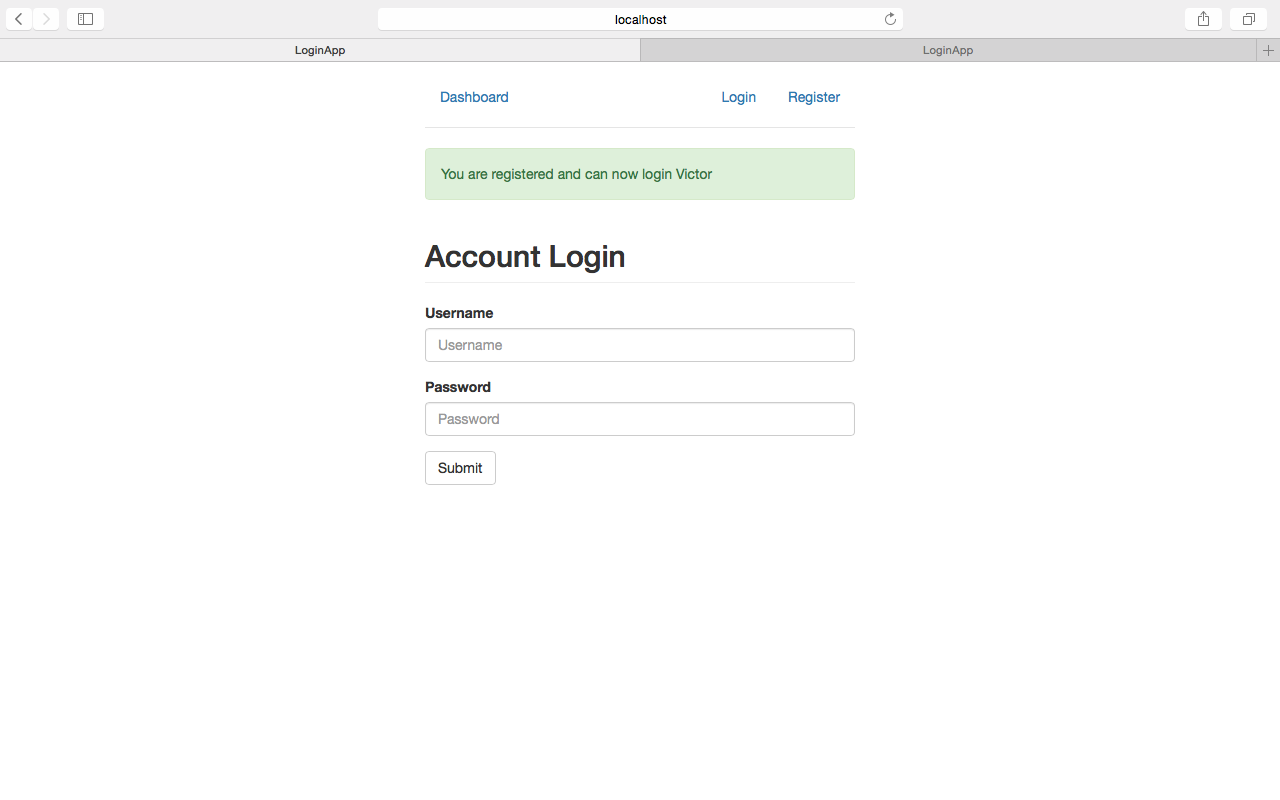 localhost
LoginApp
LoginApp
Dashboard
Login
Register
You are registered and can now login Victor
Account Login
Username
Username
Password
Password
Submit